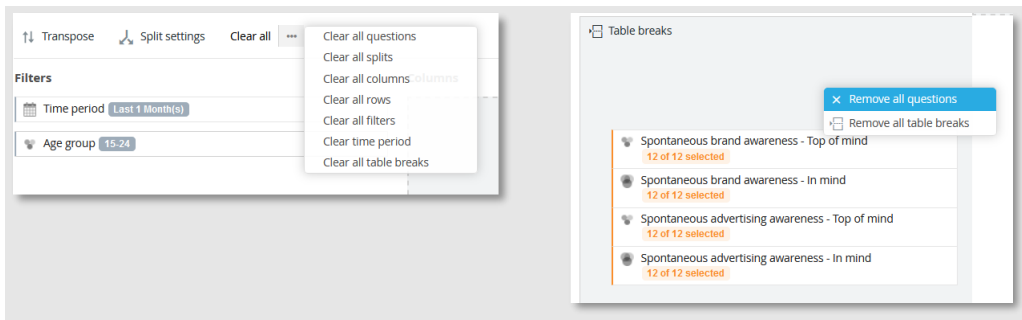 Transpose Split settings Clear all ...
Clear all questions
Clear all splits
Clear all columns
Clear all rows
Clear all filters
Clear time period
Clear all table breaks
Filters
Columns
Time period Last 1 Month(s)
Age group 15-24
Table breaks
Remove all questions
Remove all table breaks
Spontaneous brand awareness - Top of mind
12 of 12 selected
Spontaneous brand awareness - In mind
12 of 12 selected
Spontaneous advertising awareness - Top of mind
12 of 12 selected
Spontaneous advertising awareness - In mind
12 of 12 selected